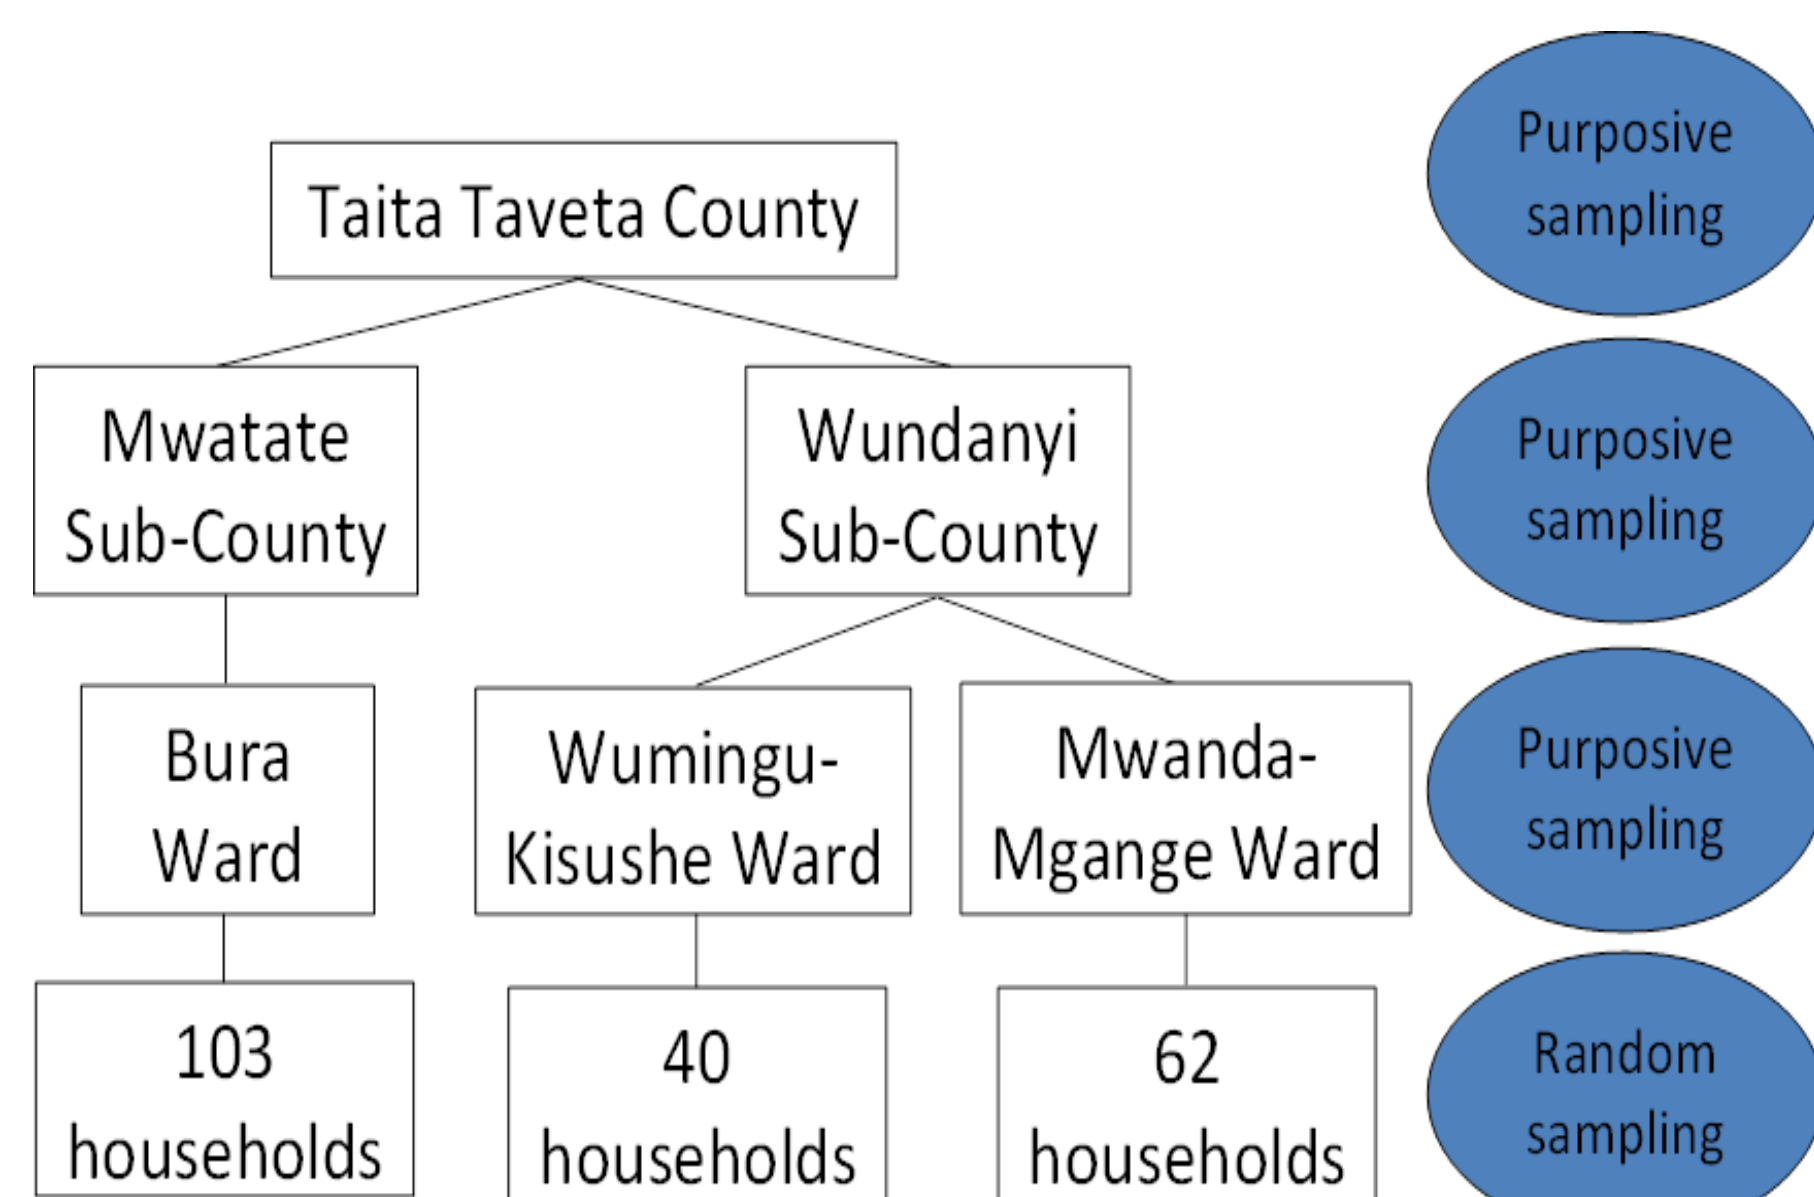 Purposive
sampling
Taita Taveta County
Mwatate
Sub-County
Wundanyi
Sub-County
Purposive
sampling
Bura
Ward
Wumingu-
Kisushe Ward
Mwanda-
Mgange Ward
Purposive
sampling
103
households
40
households
62
households
Random
sampling